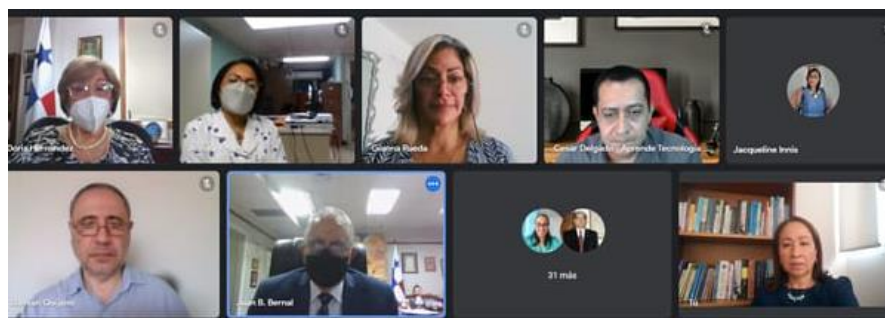 Doris Hernández
Gianna Rueda
Cesar Delgado - Aprende Tecnología
Jacqueline Innis
Juan B. Bernal
31 más
Tú